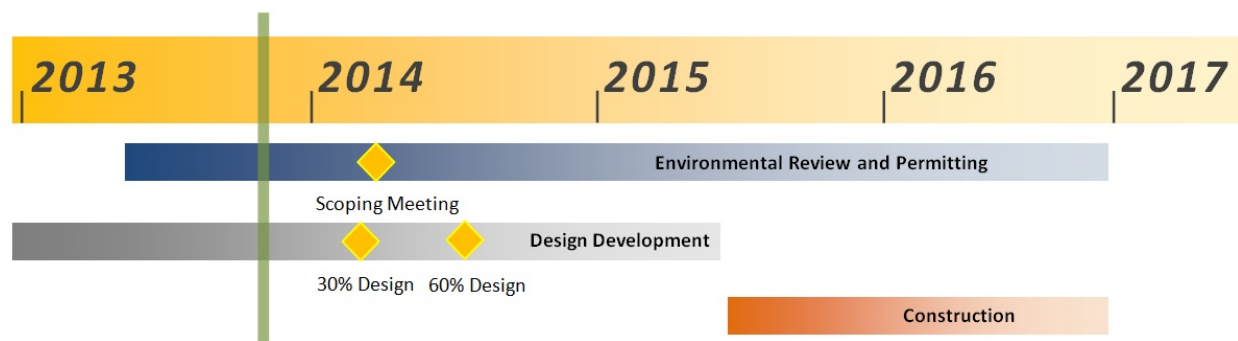 2013 2014 2015 2016 2017
Environmental Review and Permitting
Scoping Meeting
Design Development
30% Design 60% Design
Construction